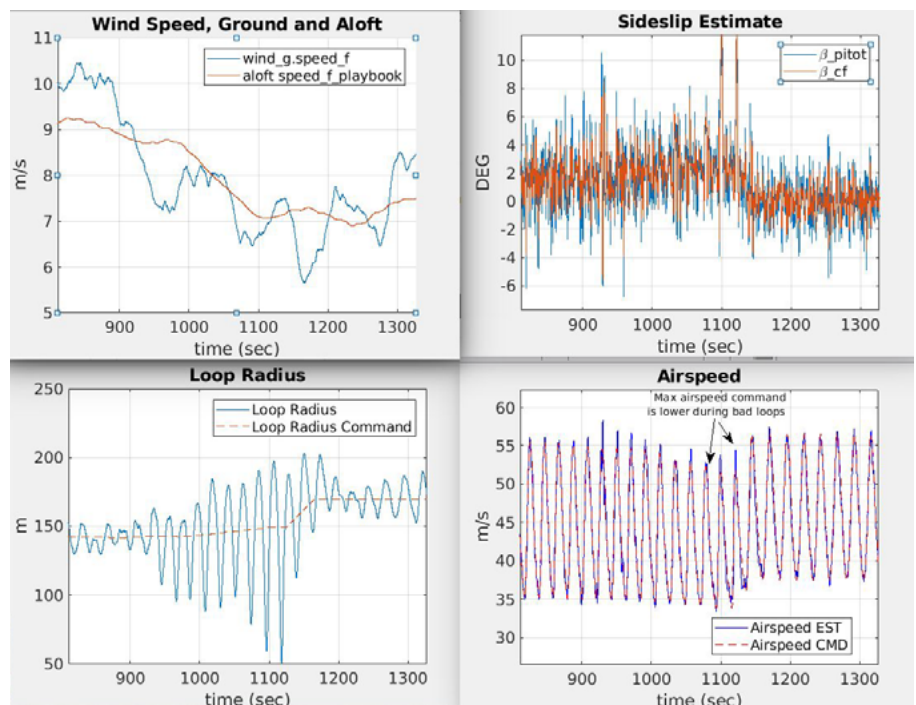 Wind Speed, Ground and Aloft
11
10
9
8
7
6
5
m/s
wind_g.speed_f
aloft speed_f_playbook
900 1000 1100 1200 1300
time (sec)
Sideslip Estimate
10
8
6
4
2
0
-2
-4
-6
DEG
β_pitot
β_cf
900 1000 1100 1200 1300
time (sec)
Loop Radius
250
200
150
100
50
m
Loop Radius
Loop Radius Command
900 1000 1100 1200 1300
time (sec)
Airspeed
Max airspeed command
is lower during bad loops
60
55
50
45
40
35
30
m/s
Airspeed EST
Airspeed CMD
900 1000 1100 1200 1300
time (sec)